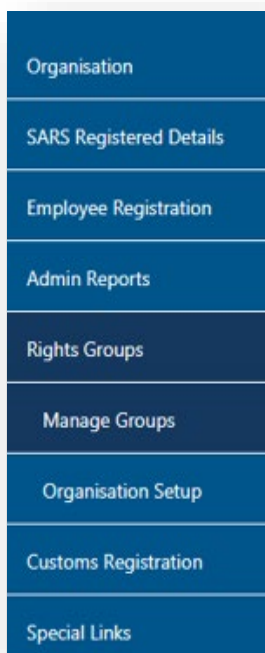 Organisation
SARS Registered Details
Employee Registration
Admin Reports
Rights Groups
Manage Groups
Organisation Setup
Customs Registration
Special Links